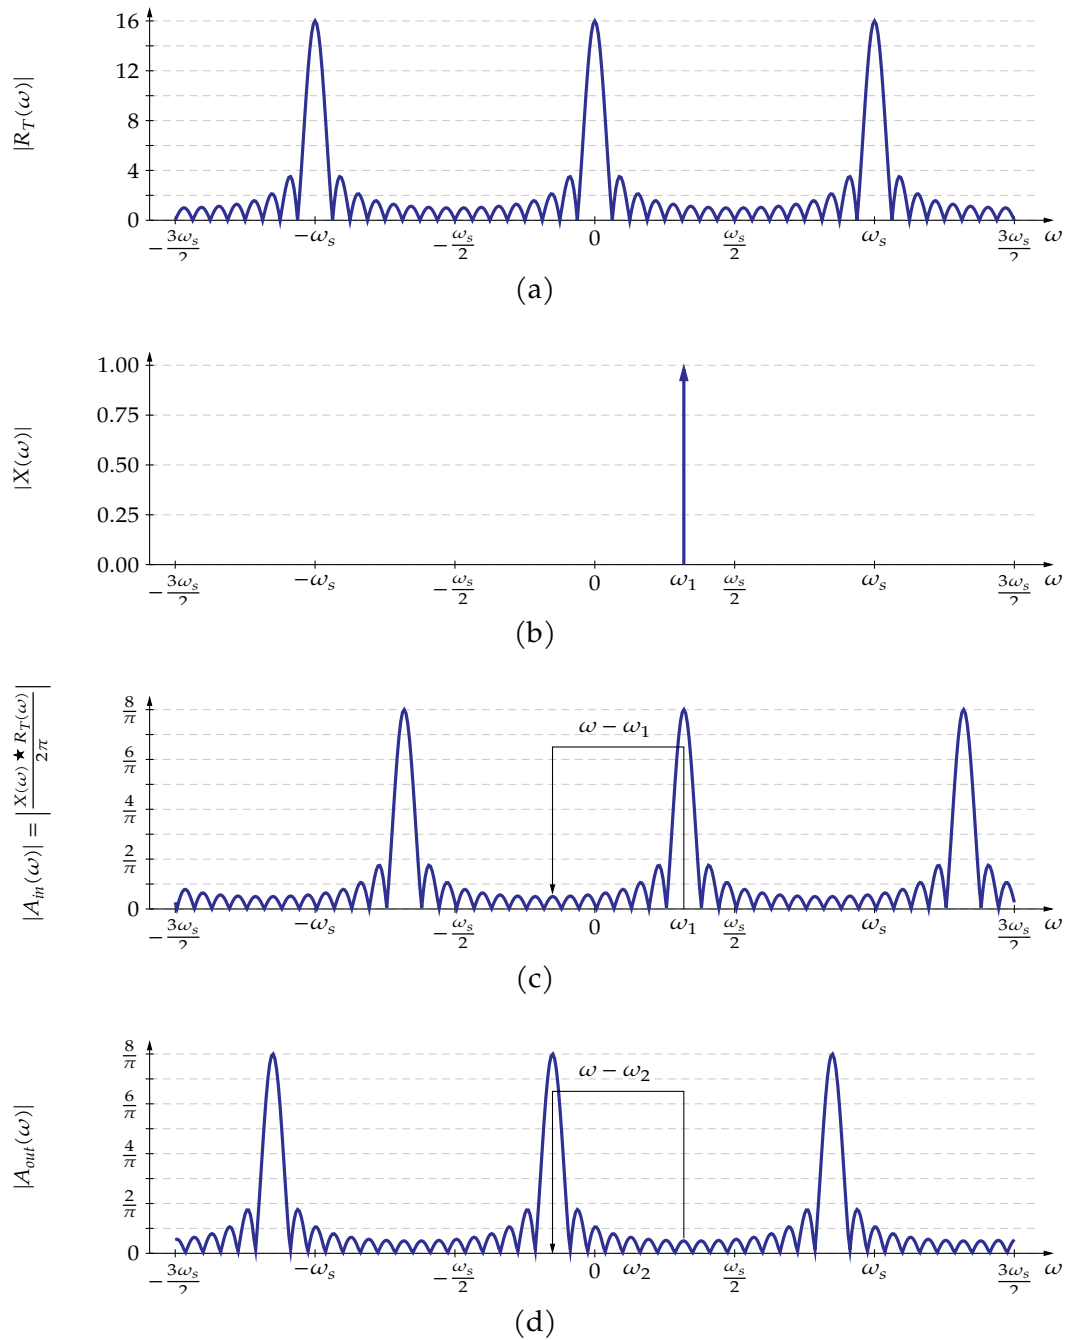 |R_T(ω)|
16
12
8
4
0
−3ω_s/2 −ω_s −ω_s/2 0 ω_s/2 ω_s 3ω_s/2 ω
(a)
|X(ω)|
1.00
0.75
0.50
0.25
0.00
−3ω_s/2 −ω_s −ω_s/2 0 ω_1 ω_s/2 ω_s 3ω_s/2 ω
(b)
|A_in(ω)| = |X(ω) ★ R_T(ω)/2π|
8/π
ω − ω_1
6/π
4/π
2/π
0
−3ω_s/2 −ω_s −ω_s/2 0 ω_1 ω_s/2 ω_s 3ω_s/2 ω
(c)
|A_out(ω)|
8/π
ω − ω_2
6/π
4/π
2/π
0
−3ω_s/2 −ω_s −ω_s/2 0 ω_2 ω_s/2 ω_s 3ω_s/2 ω
(d)